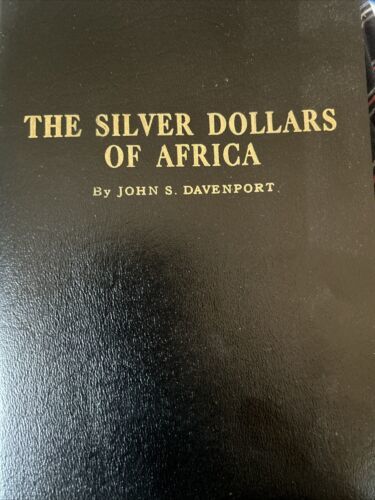 THE SILVER DOLLARS
OF AFRICA
By JOHN S. DAVENPORT